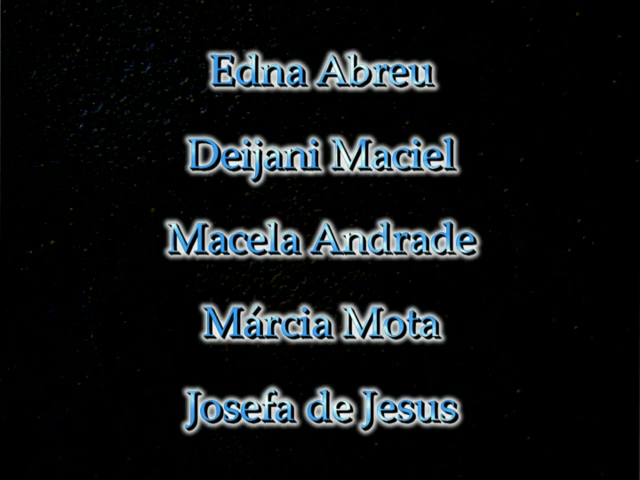 Edna Abreu
Deijani Maciel
Macela Andrade
Márcia Mota
Josefa de Jesus